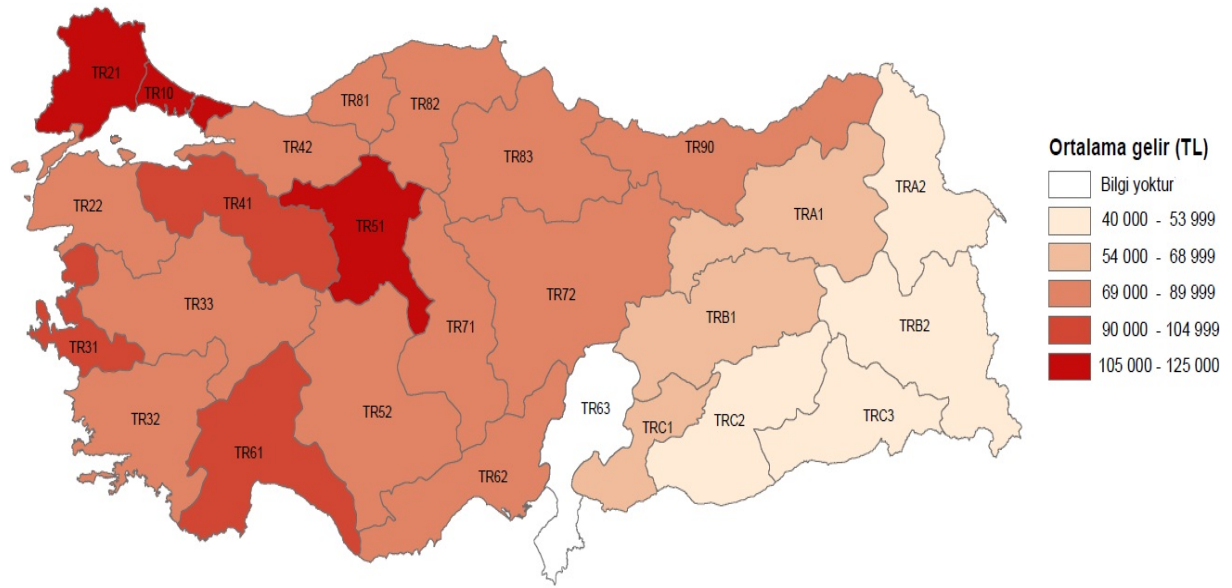 TR21
TR10
TR81
TR82
TR42
TR83
TR90
TR22
TR41
TR51
TRA1
TRA2
TR33
TR72
TR71
TRB1
TRB2
TR31
TR32
TR52
TR63
TRC1
TRC2
TRC3
TR61
TR62
Ortalama gelir (TL)
Bilgi yoktur
40 000 - 53 999
54 000 - 68 999
69 000 - 89 999
90 000 - 104 999
105 000 - 125 000